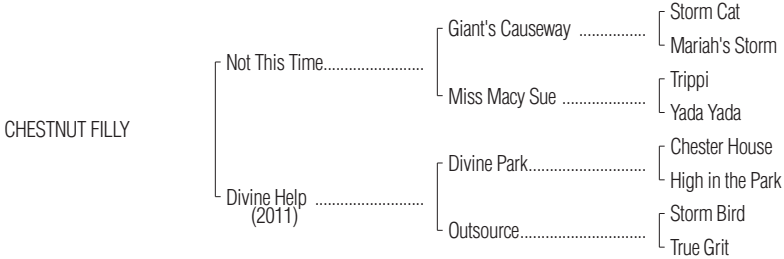 Storm Cat
Giant's Causeway ................
Mariah's Storm
Not This Time........................
Trippi
Miss Macy Sue ....................
Yada Yada
CHESTNUT FILLY
Chester House
Divine Park............................
High in the Park
Divine Help ..........................
(2011)
Storm Bird
Outsource..............................
True Grit